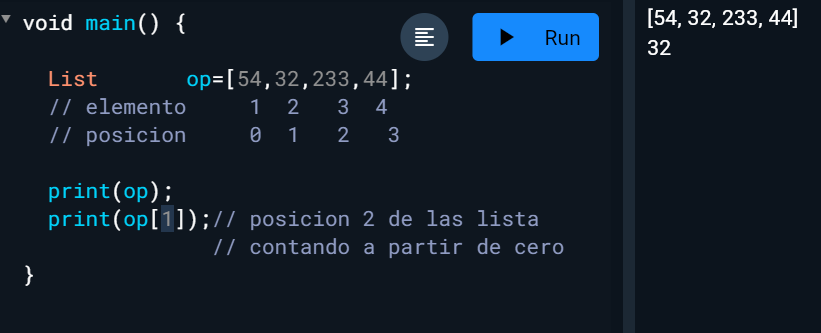 void main() {
Run
List op=[54,32,233,44];
// elemento 1 2 3 4
// posicion 0 1 2 3
print(op);
print(op[1]);// posicion 2 de las lista
// contando a partir de cero
}
[54, 32, 233, 44]
32